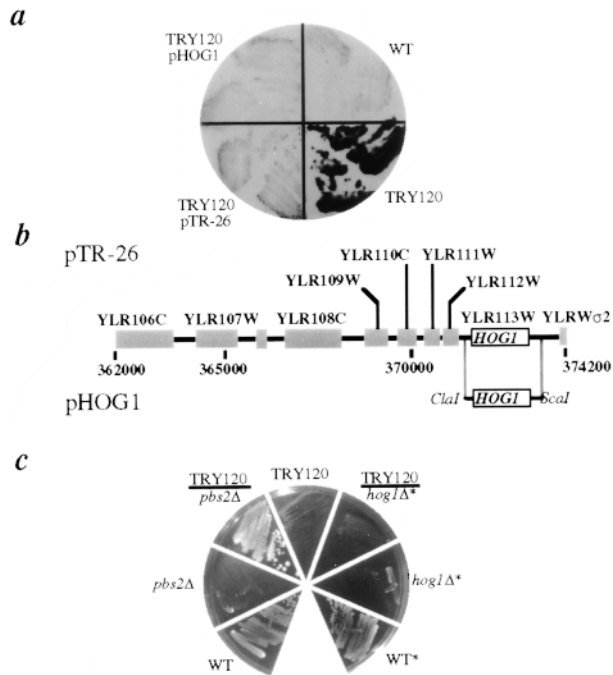 a
TRY120
pHOG1
WT
TRY120
pTR-26
TRY120
b
pTR-26
YLR110C
YLR111W
YLR109W
YLR112W
YLR106C
YLR107W
YLR108C
YLR113W
YLRWσ2
HOG1
362000
365000
370000
374200
pHOG1
ClaI
HOG1
ScaI
c
TRY120
pbs2Δ
TRY120
TRY120
hog1Δ*
pbs2Δ
hog1Δ*
WT
WT*